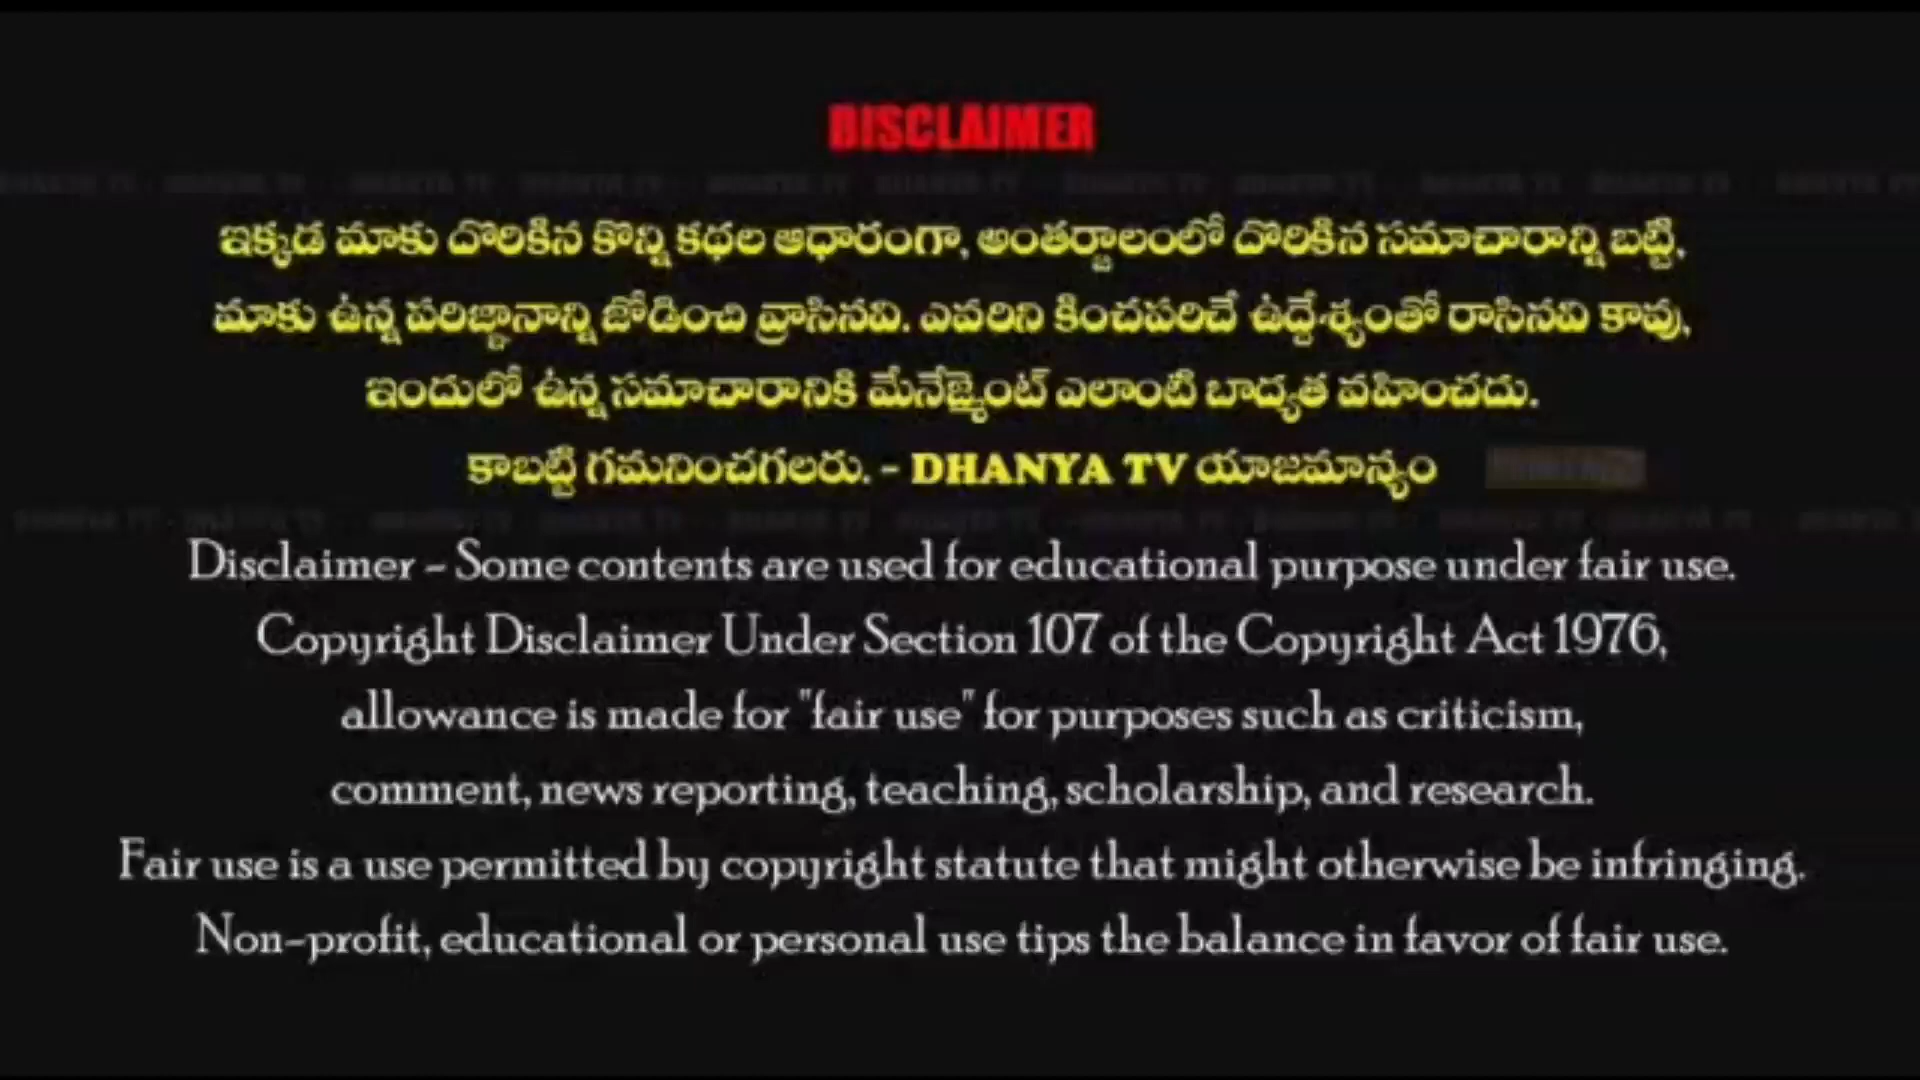 DISCLAIMER
ఇక్కడ మాకు దొరికిన కొన్ని కథల ఆధారంగా, అంతర్జాలంలో దొరికిన సమాచారాన్ని బట్టి,
మాకు ఉన్న పరిజ్ఞానాన్ని జోడించి వ్రాసినవి. ఎవరిని కించపరిచే ఉద్దేశ్యంతో రాసినవి కావు,
ఇందులో ఉన్న సమాచారానికి మేనేజ్మెంట్ ఎలాంటి బాద్యత వహించదు.
కాబట్టి గమనించగలరు. - DHANYA TV యాజమాన్యం
Disclaimer - Some contents are used for educational purpose under fair use.
Copyright Disclaimer Under Section 107 of the Copyright Act 1976,
allowance is made for "fair use" for purposes such as criticism,
comment, news reporting, teaching, scholarship, and research.
Fair use is a use permitted by copyright statute that might otherwise be infringing.
Non-profit, educational or personal use tips the balance in favor of fair use.